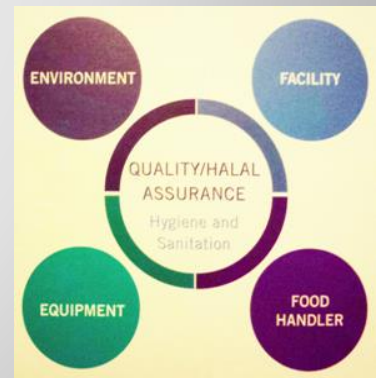 ENVIRONMENT
FACILITY
QUALITY/HALAL
ASSURANCE
Hygiene and
Sanitation
EQUIPMENT
FOOD
HANDLER